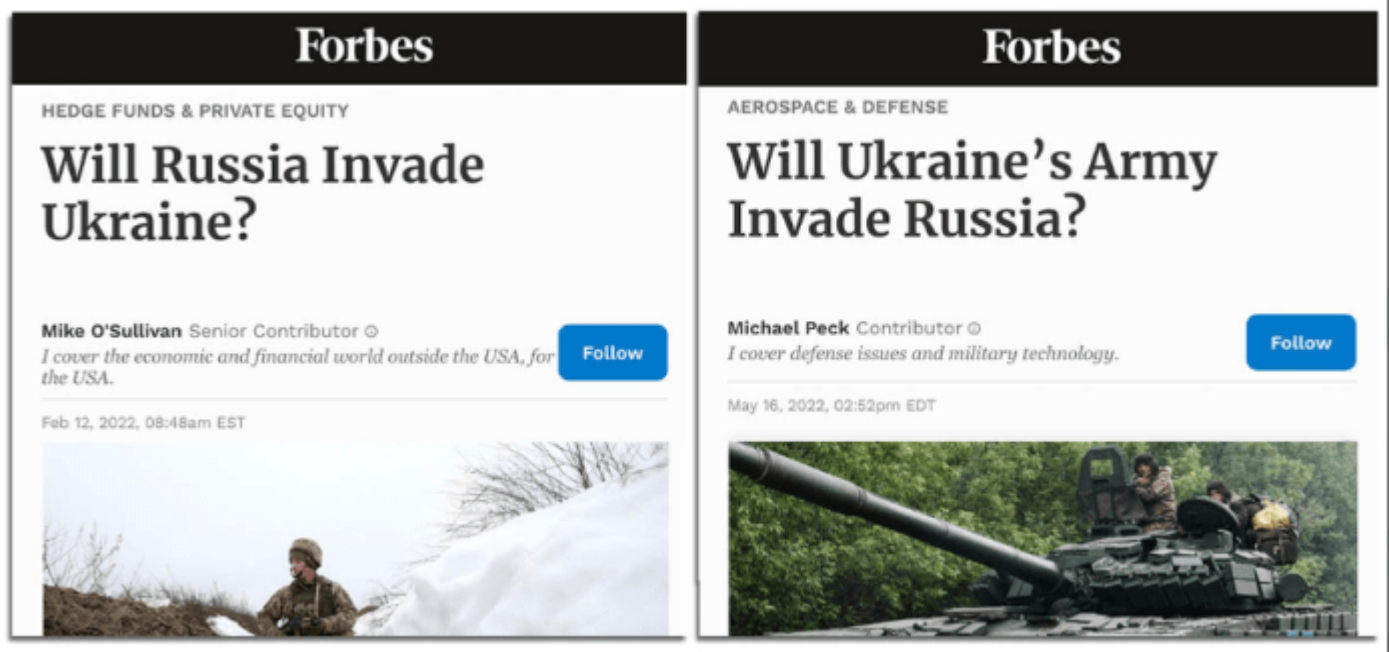 Forbes
HEDGE FUNDS & PRIVATE EQUITY
Will Russia Invade
Ukraine?
Mike O'Sullivan Senior Contributor
I cover the economic and financial world outside the USA, for
the USA.
Follow
Feb 12, 2022, 08:48am EST
Forbes
AEROSPACE & DEFENSE
Will Ukraine’s Army
Invade Russia?
Michael Peck Contributor
I cover defense issues and military technology.
Follow
May 16, 2022, 02:52pm EDT